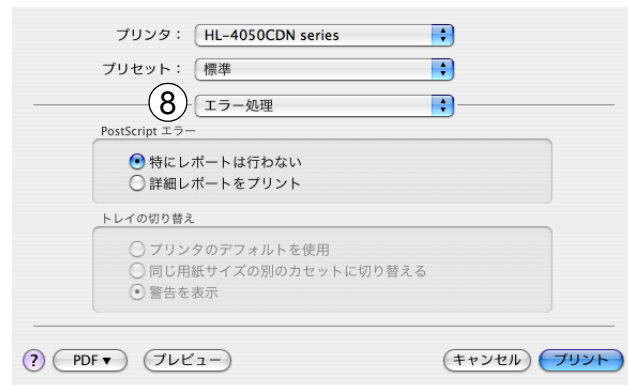 プリンタ： HL-4050CDN series
プリセット： 標準
⑧ エラー処理
PostScript エラー
特にレポートは行わない
詳細レポートをプリント
トレイの切り替え
プリンタのデフォルトを使用
同じ用紙サイズの別のカセットに切り替える
警告を表示
? PDF▼ プレビュー キャンセル プリント